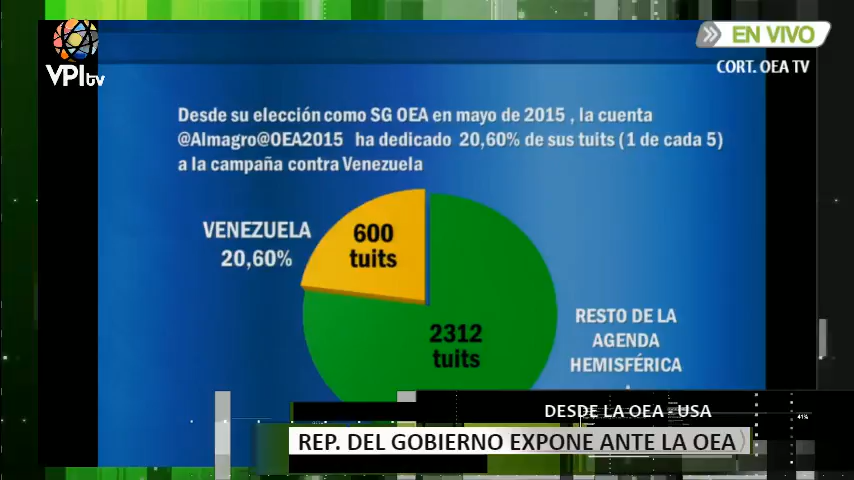 VPItv
EN VIVO
CORT. OEA TV
Desde su elección como SG OEA en mayo de 2015 , la cuenta
@Almagro@OEA2015 ha dedicado 20,60% de sus tuits (1 de cada 5)
a la campaña contra Venezuela
VENEZUELA
20,60%
600
tuits
2312
tuits
RESTO DE LA
AGENDA
HEMISFÉRICA
DESDE LA OEA - USA
41%
REP. DEL GOBIERNO EXPONE ANTE LA OEA